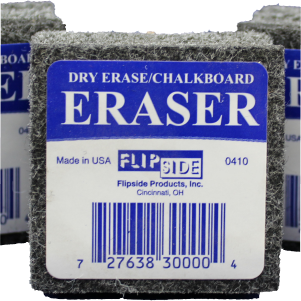 DRY ERASE/CHALKBOARD
ERASER
Made in USA
FLIP SIDE
0410
Flipside Products, Inc.
Cincinnati, OH
7 27638 30000 4